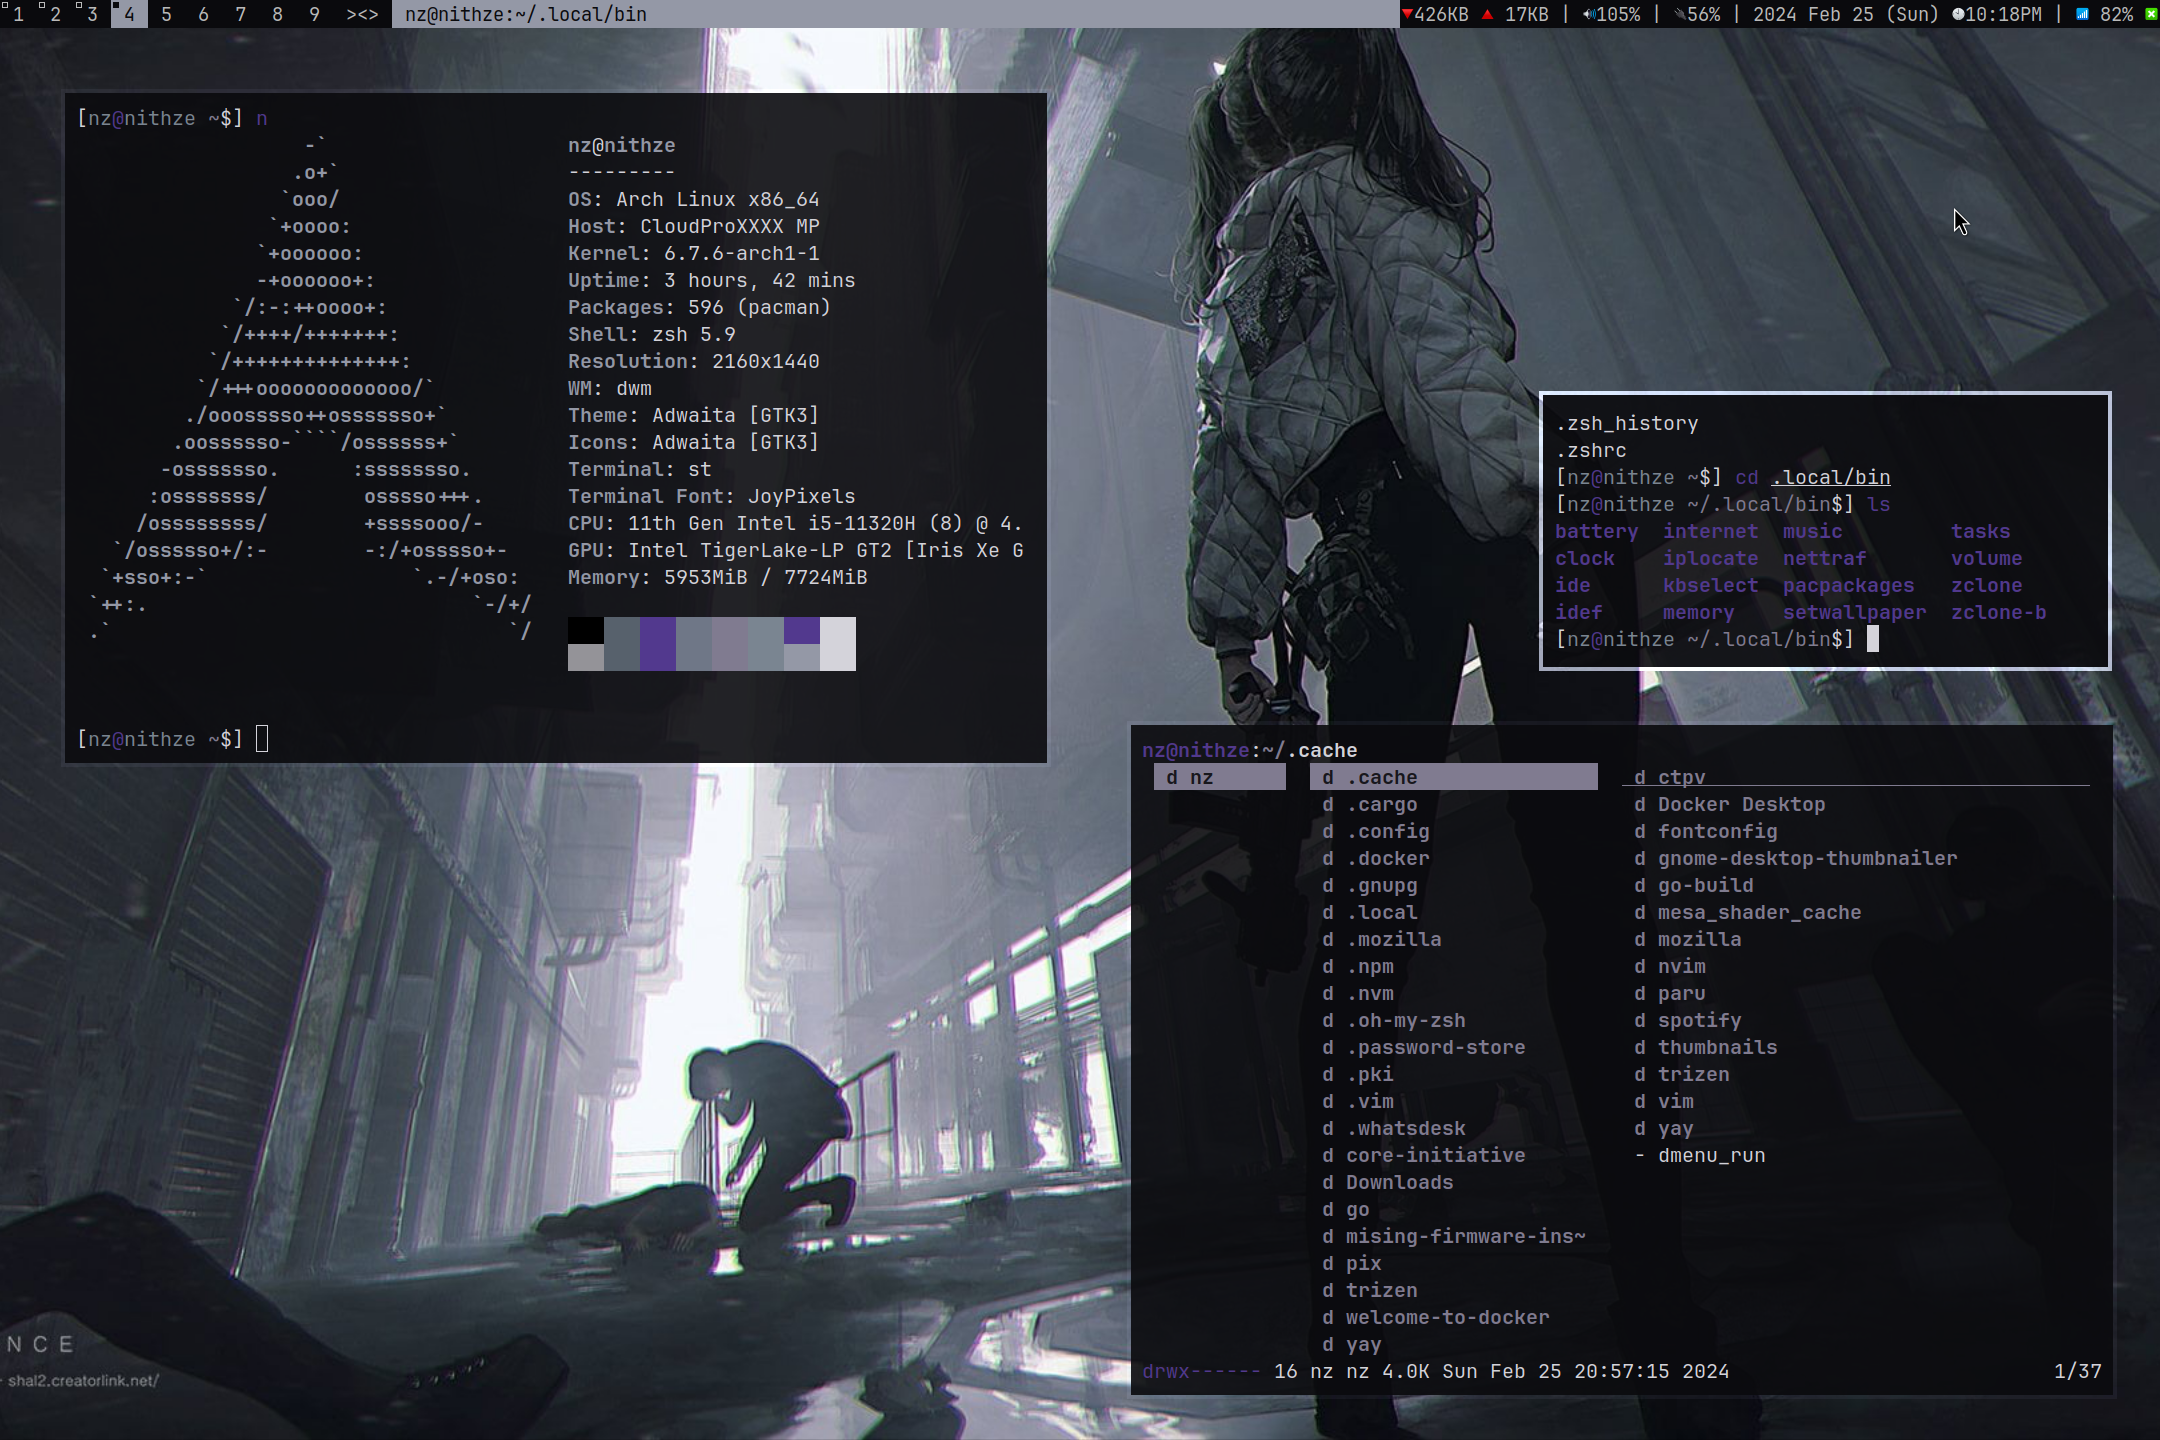 1 2 3 4 5 6 7 8 9 ><> nz@nithze:~/.local/bin 🔻426KB 🔺 17KB | 🔊105% | 🔌56% | 2024 Feb 25 (Sun) 🕙10:18PM | 📶 82% ❎
[nz@nithze ~$] n
-`
.o+`
`ooo/
`+oooo:
`+oooooo:
-+oooooo+:
`/:-:++oooo+:
`/++++/+++++++:
`/++++++++++++++:
`/+++ooooooooooooo/`
./ooosssso++osssssso+`
.oossssso-````/ossssss+`
-osssssso. :ssssssso.
:osssssss/ osssso+++.
/ossssssss/ +ssssooo/-
`/ossssso+/:- -:/+osssso+-
`+sso+:-` `.-/+oso:
`++:. `-/+/
.` `/
nz@nithze
---------
OS: Arch Linux x86_64
Host: CloudProXXXX MP
Kernel: 6.7.6-arch1-1
Uptime: 3 hours, 42 mins
Packages: 596 (pacman)
Shell: zsh 5.9
Resolution: 2160x1440
WM: dwm
Theme: Adwaita [GTK3]
Icons: Adwaita [GTK3]
Terminal: st
Terminal Font: JoyPixels
CPU: 11th Gen Intel i5-11320H (8) @ 4.
GPU: Intel TigerLake-LP GT2 [Iris Xe G
Memory: 5953MiB / 7724MiB
[nz@nithze ~$]
.zsh_history
.zshrc
[nz@nithze ~$] cd .local/bin
[nz@nithze ~/.local/bin$] ls
battery internet music tasks
clock iplocate nettraf volume
ide kbselect pacpackages zclone
idef memory setwallpaper zclone-b
[nz@nithze ~/.local/bin$]
nz@nithze:~/.cache
d nz d .cache d ctpv
d .cargo d Docker Desktop
d .config d fontconfig
d .docker d gnome-desktop-thumbnailer
d .gnupg d go-build
d .local d mesa_shader_cache
d .mozilla d mozilla
d .npm d nvim
d .nvm d paru
d .oh-my-zsh d spotify
d .password-store d thumbnails
d .pki d trizen
d .vim d vim
d .whatsdesk d yay
d core-initiative - dmenu_run
d Downloads
d go
d mising-firmware-ins~
d pix
d trizen
d welcome-to-docker
d yay
drwx------ 16 nz nz 4.0K Sun Feb 25 20:57:15 2024 1/37
NCE
shal2.creatorlink.net/